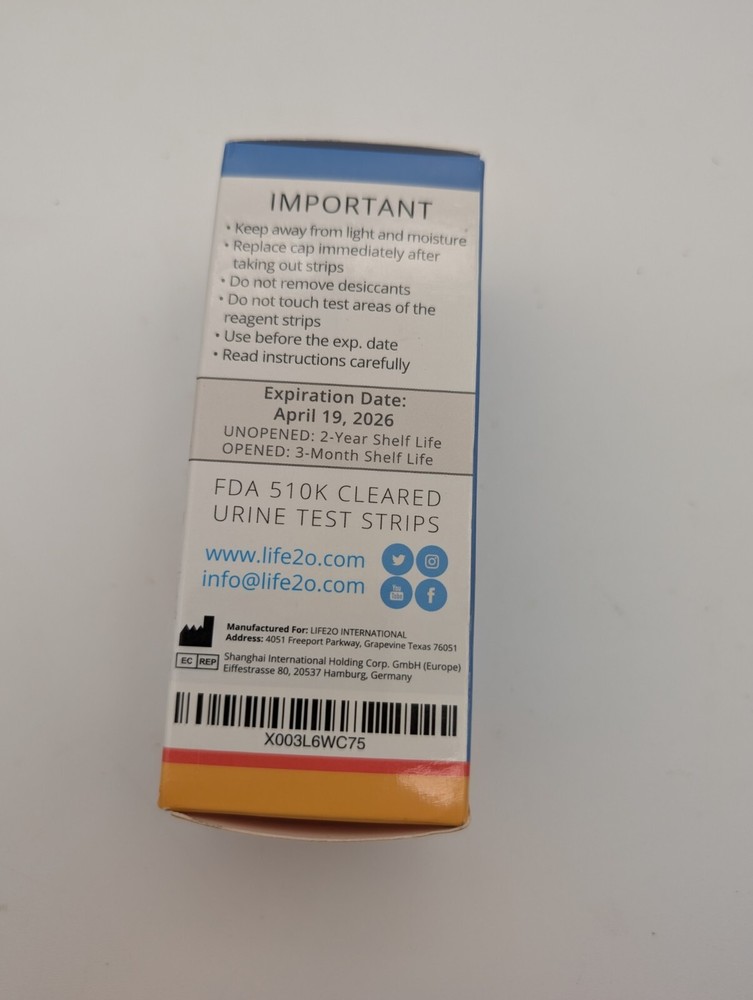 IMPORTANT
• Keep away from light and moisture
• Replace cap immediately after
taking out strips
• Do not remove desiccants
• Do not touch test areas of the
reagent strips
• Use before the exp. date
• Read instructions carefully
Expiration Date:
April 19, 2026
UNOPENED: 2-Year Shelf Life
OPENED: 3-Month Shelf Life
FDA 510K CLEARED
URINE TEST STRIPS
www.life2o.com
info@life2o.com
You Tube
Manufactured For: LIFE2O INTERNATIONAL
Address: 4051 Freeport Parkway, Grapevine Texas 76051
EC REP
Shanghai International Holding Corp. GmbH (Europe)
Eiffestrasse 80, 20537 Hamburg, Germany
X003L6WC75